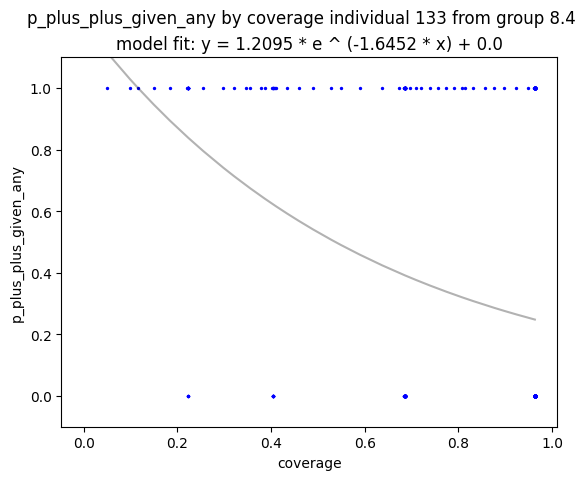 p_plus_plus_given_any by coverage individual 133 from group 8.4
model fit: y = 1.2095 * e ^ (-1.6452 * x) + 0.0
1.0
0.8
0.6
0.4
0.2
0.0
p_plus_plus_given_any
0.0 0.2 0.4 0.6 0.8 1.0
coverage